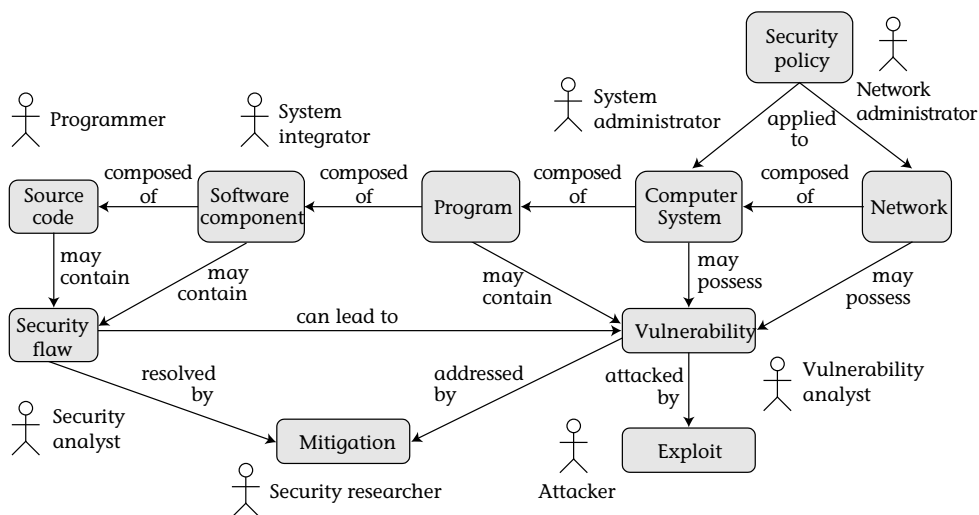 Security
policy
Network
administrator
System
administrator
System
integrator
Programmer
applied
to
Source
code
composed
of
Software
component
composed
of
Program
composed
of
Computer
System
composed
of
Network
may
contain
may
contain
may
contain
may
possess
may
possess
Security
flaw
can lead to
Vulnerability
resolved
by
addressed
by
attacked
by
Vulnerability
analyst
Security
analyst
Mitigation
Exploit
Security researcher
Attacker